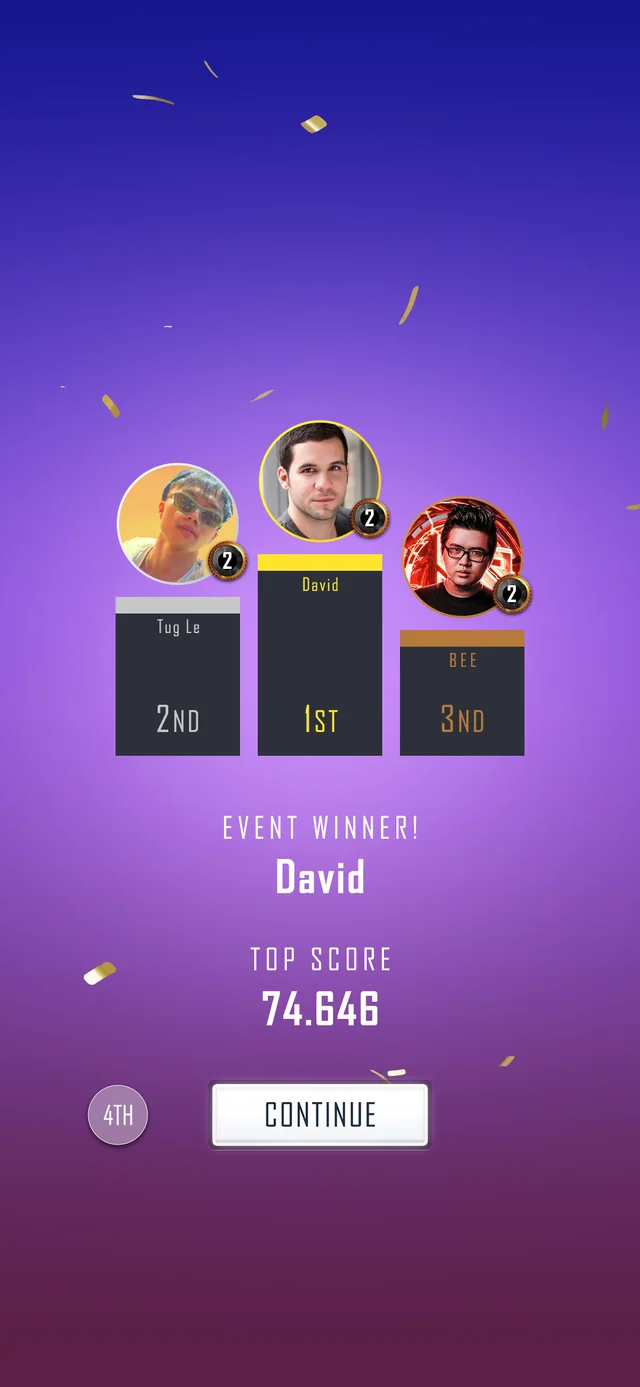 2
2
2
David
Tug Le
BEE
2ND
1ST
3ND
EVENT WINNER!
David
TOP SCORE
74.646
4TH
CONTINUE